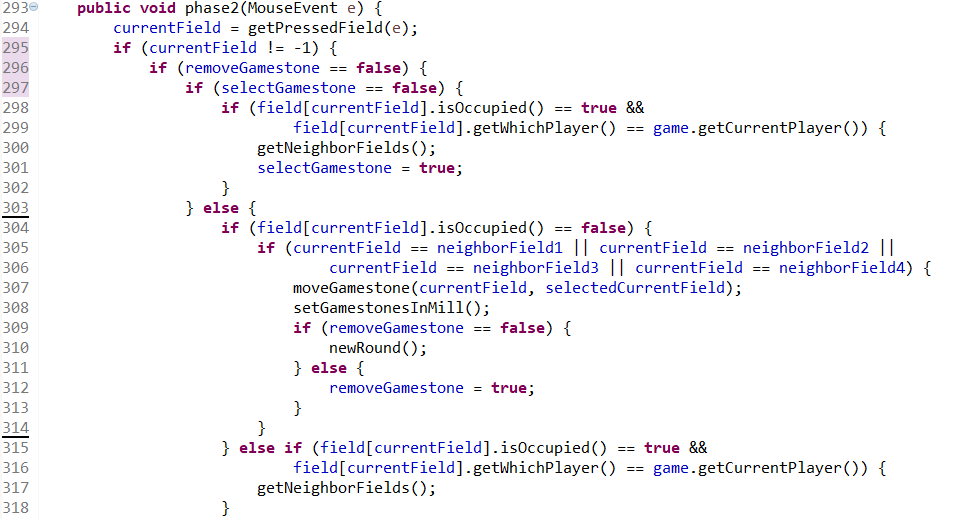 293 public void phase2(MouseEvent e) {
294 currentField = getPressedField(e);
295 if (currentField != -1) {
296 if (removeGamestone == false) {
297 if (selectGamestone == false) {
298 if (field[currentField].isOccupied() == true &&
299 field[currentField].getWhichPlayer() == game.getCurrentPlayer()) {
300 getNeighborFields();
301 selectGamestone = true;
302 }
303 } else {
304 if (field[currentField].isOccupied() == false) {
305 if (currentField == neighborField1 || currentField == neighborField2 ||
306 currentField == neighborField3 || currentField == neighborField4) {
307 moveGamestone(currentField, selectedCurrentField);
308 setGamestonesInMill();
309 if (removeGamestone == false) {
310 newRound();
311 } else {
312 removeGamestone = true;
313 }
314 }
315 } else if (field[currentField].isOccupied() == true &&
316 field[currentField].getWhichPlayer() == game.getCurrentPlayer()) {
317 getNeighborFields();
318 }